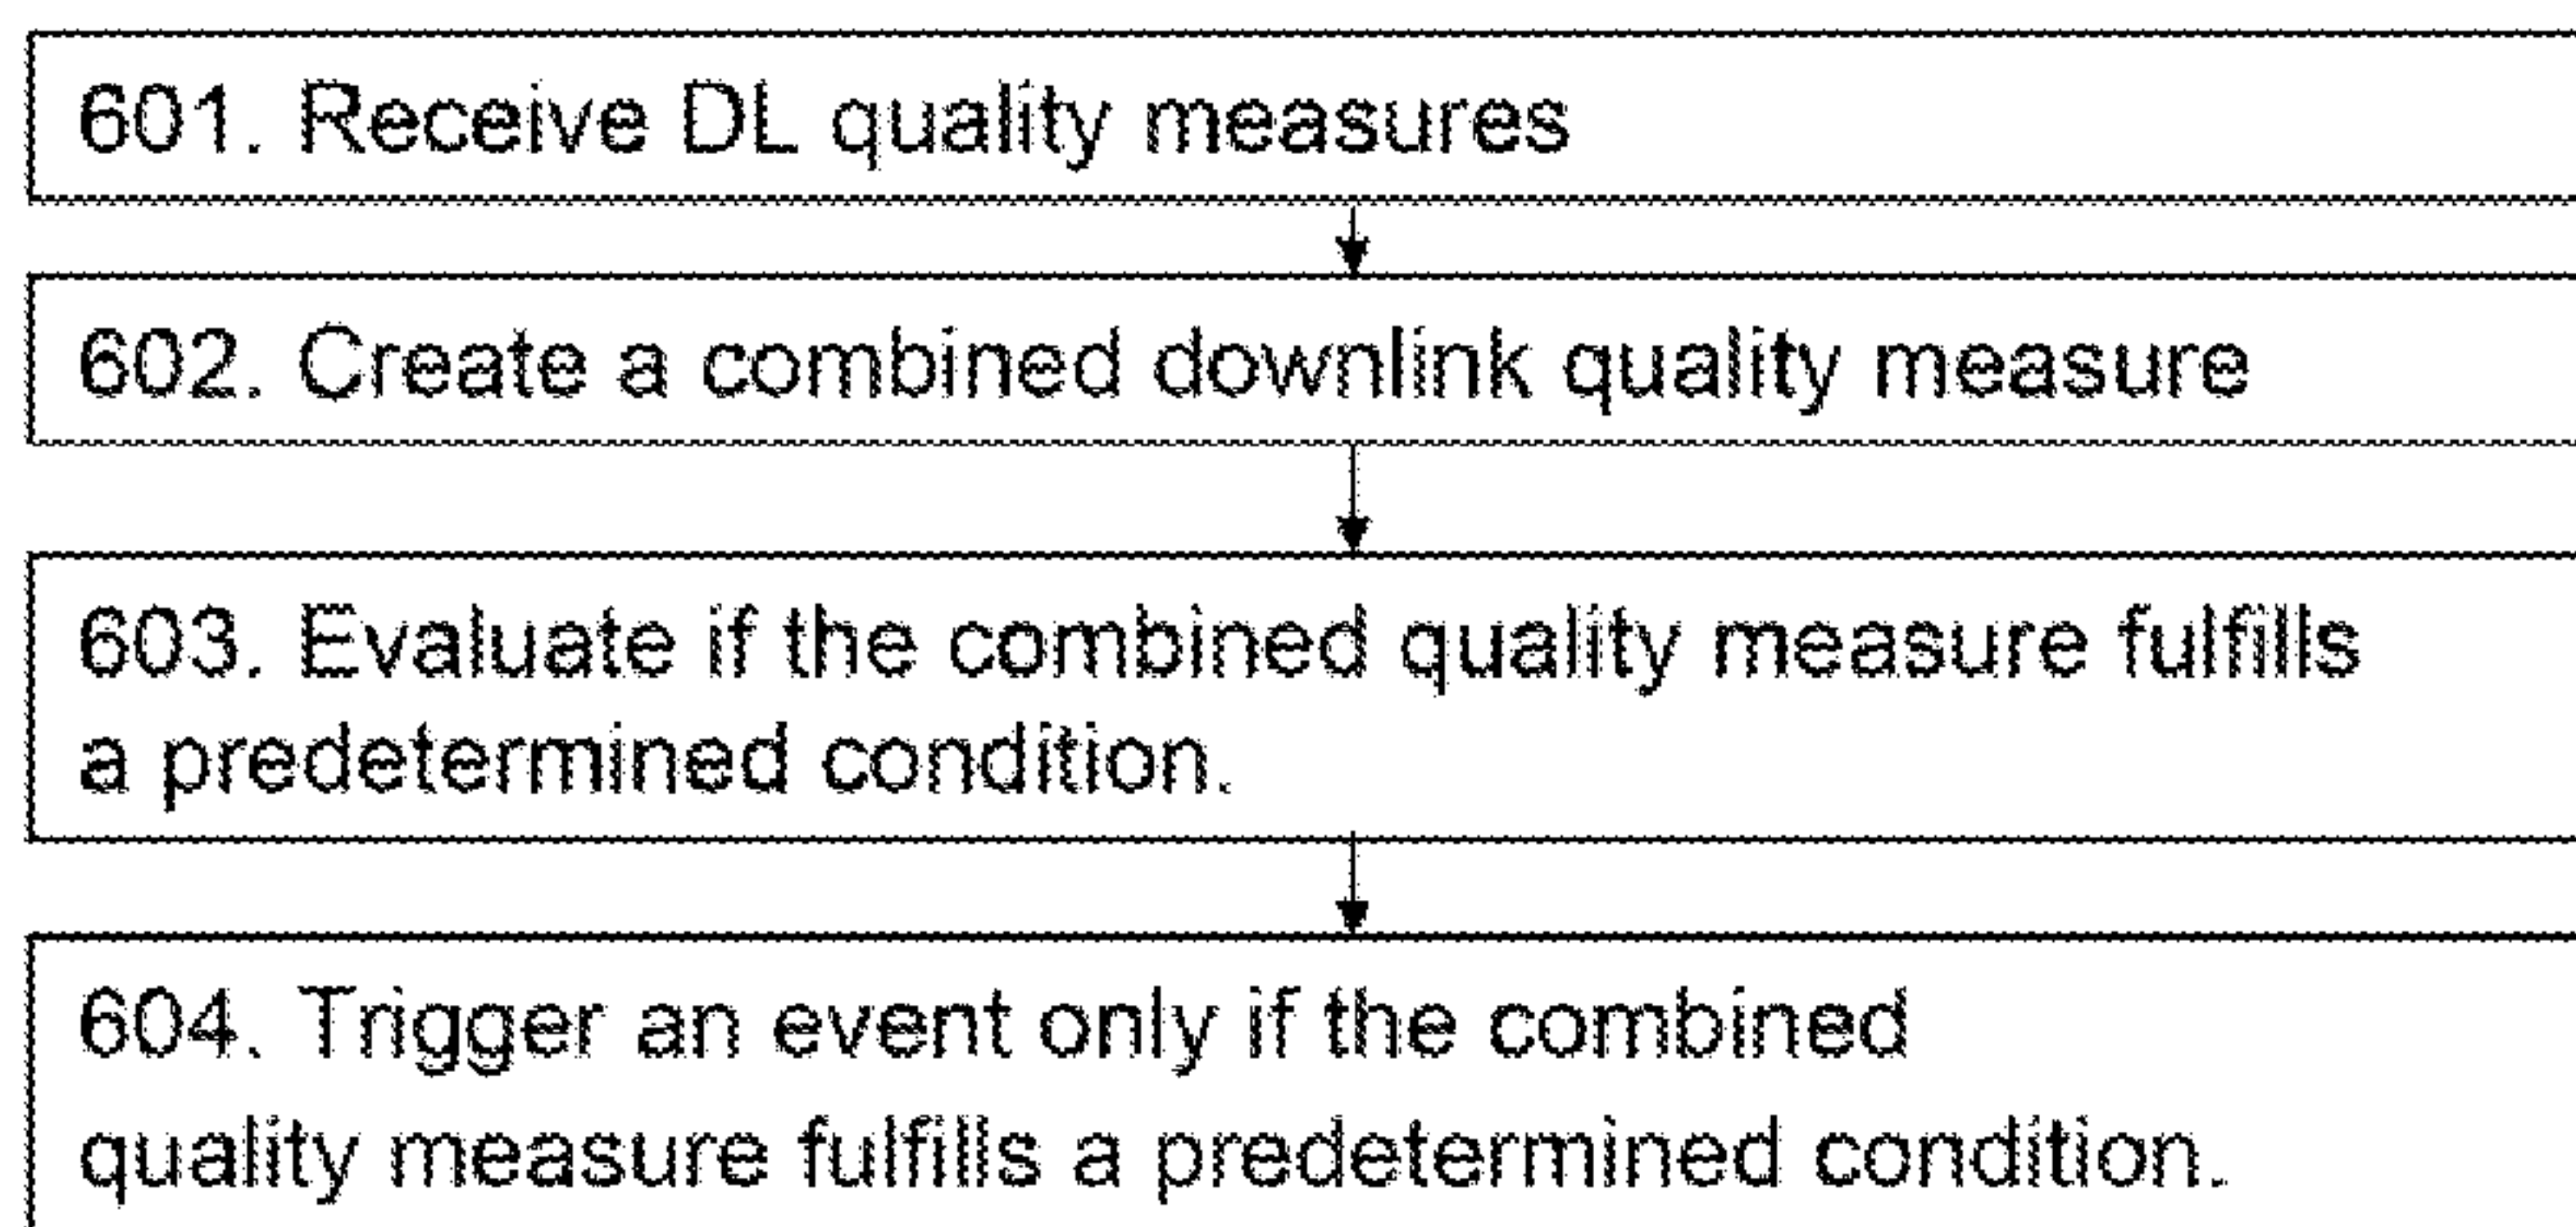 601. Receive DL quality measures
602. Create a combined downlink quality measure
603. Evaluate if the combined quality measure fulfills
a predetermined condition.
604. Trigger an event only if the combined
quality measure fulfills a predetermined condition.